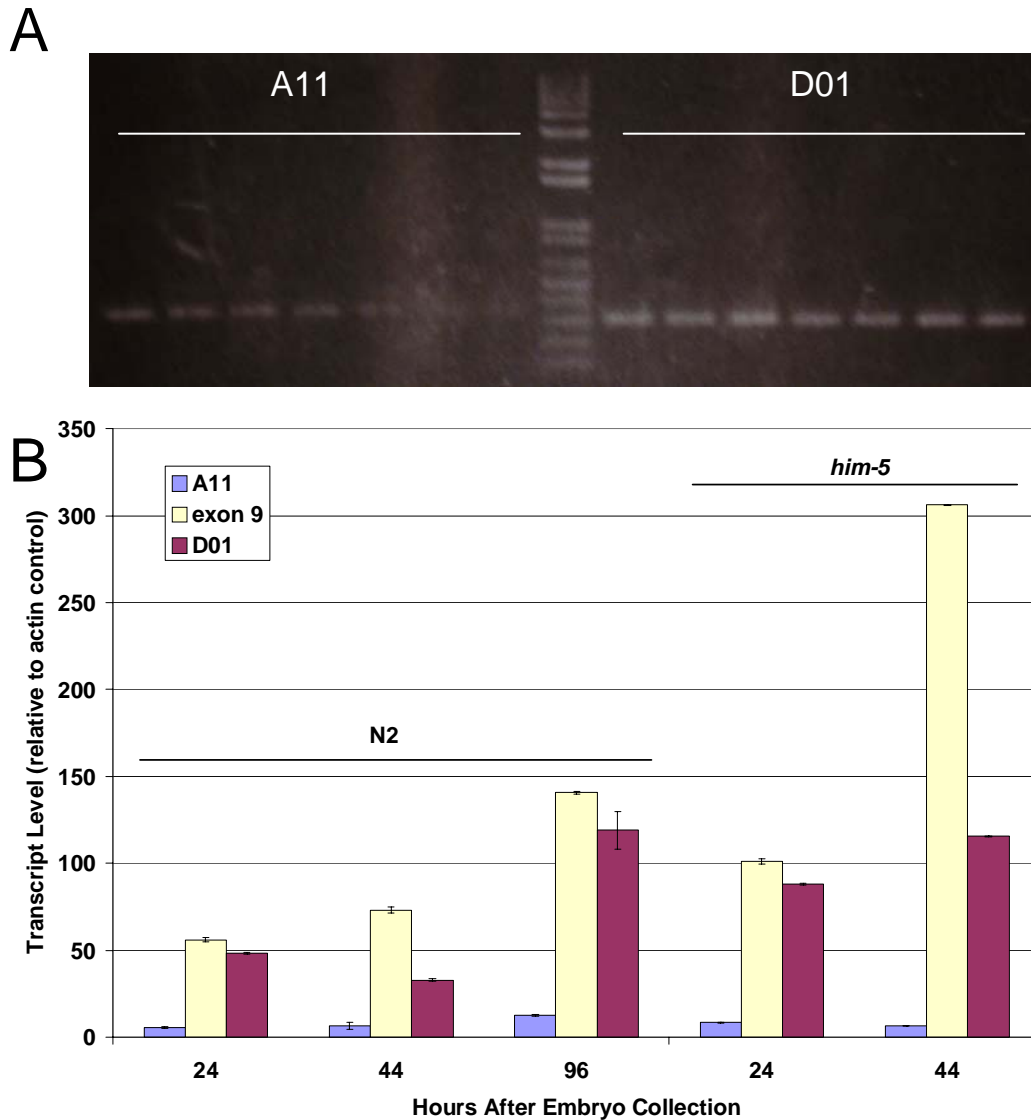 A
A11 D01
B
Transcript Level (relative to actin control)
350
300
250
200
150
100
50
0
A11
exon 9
D01
N2
him-5
24 44 96 24 44
Hours After Embryo Collection